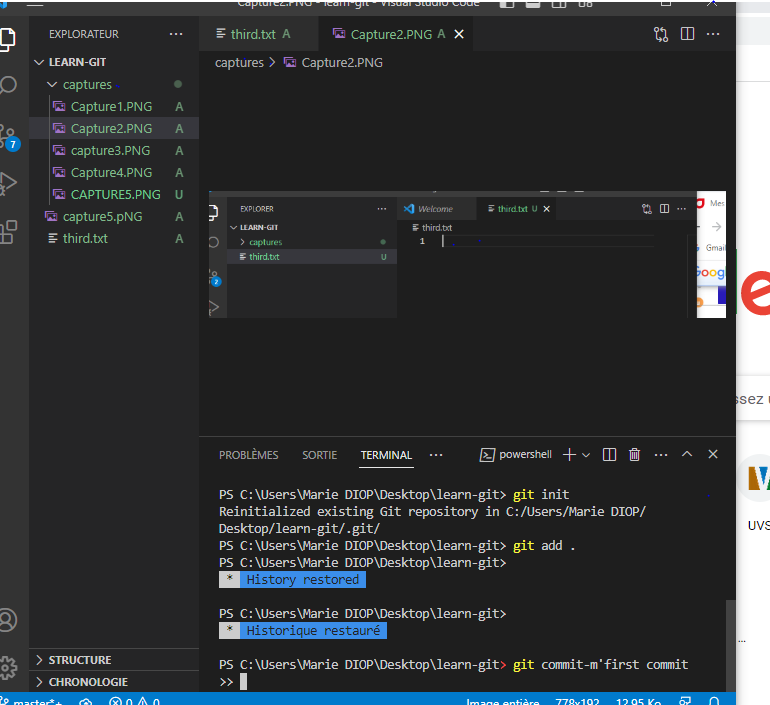 Capture2.PNG - learn-git - Visual Studio Code
EXPLORATEUR ...
third.txt A
Capture2.PNG A
LEARN-GIT
captures
Capture1.PNG A
Capture2.PNG A
capture3.PNG A
Capture4.PNG A
CAPTURE5.PNG U
capture5.pNG A
third.txt A
7
captures > Capture2.PNG
EXPLORER ...
Welcome
third.txt U
LEARN-GIT
captures
third.txt U
third.txt
1
2
Mes
Gmail
oogl
PROBLÈMES SORTIE TERMINAL ... powershell
PS C:\Users\Marie DIOP\Desktop\learn-git> git init
Reinitialized existing Git repository in C:/Users/Marie DIOP/
Desktop/learn-git/.git/
PS C:\Users\Marie DIOP\Desktop\learn-git> git add .
PS C:\Users\Marie DIOP\Desktop\learn-git>
* History restored
PS C:\Users\Marie DIOP\Desktop\learn-git>
* Historique restauré
PS C:\Users\Marie DIOP\Desktop\learn-git> git commit-m'first commit
>>
STRUCTURE
CHRONOLOGIE
master*+ 0 0 Image entière 778x192 12.95 Ko
ssez u
UVS
...